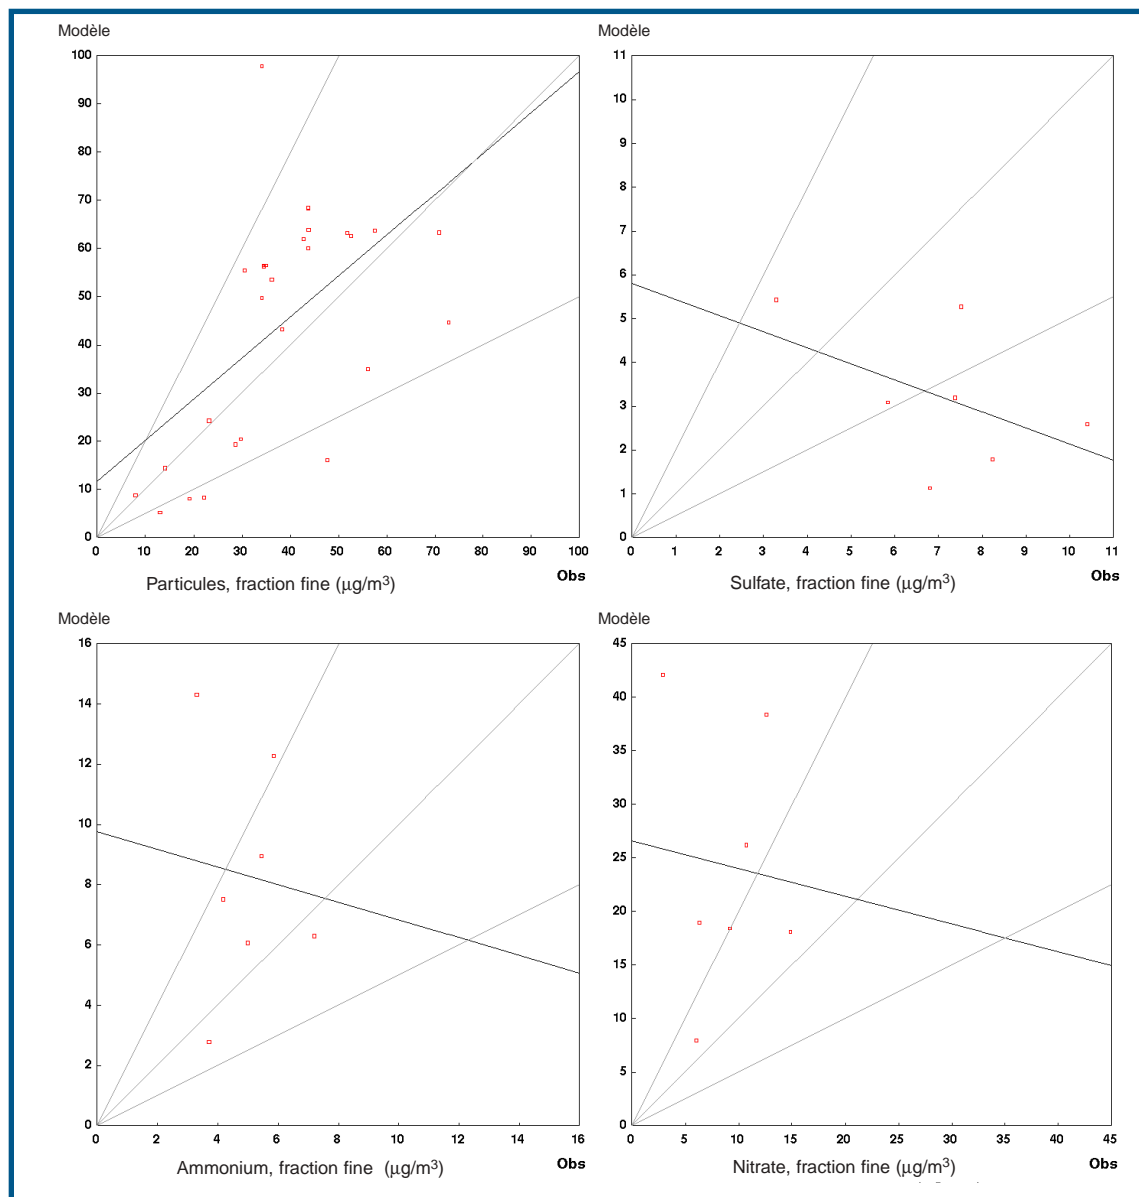 Modèle
100
90
80
70
60
50
40
30
20
10
0
0 10 20 30 40 50 60 70 80 90 100
Obs
Particules, fraction fine (µg/m³)
Modèle
11
10
9
8
7
6
5
4
3
2
1
0
0 1 2 3 4 5 6 7 8 9 10 11
Obs
Sulfate, fraction fine (µg/m³)
Modèle
16
14
12
10
8
6
4
2
0
0 2 4 6 8 10 12 14 16
Obs
Ammonium, fraction fine (µg/m³)
Modèle
45
40
35
30
25
20
15
10
5
0
0 5 10 15 20 25 30 35 40 45
Obs
Nitrate, fraction fine (µg/m³)